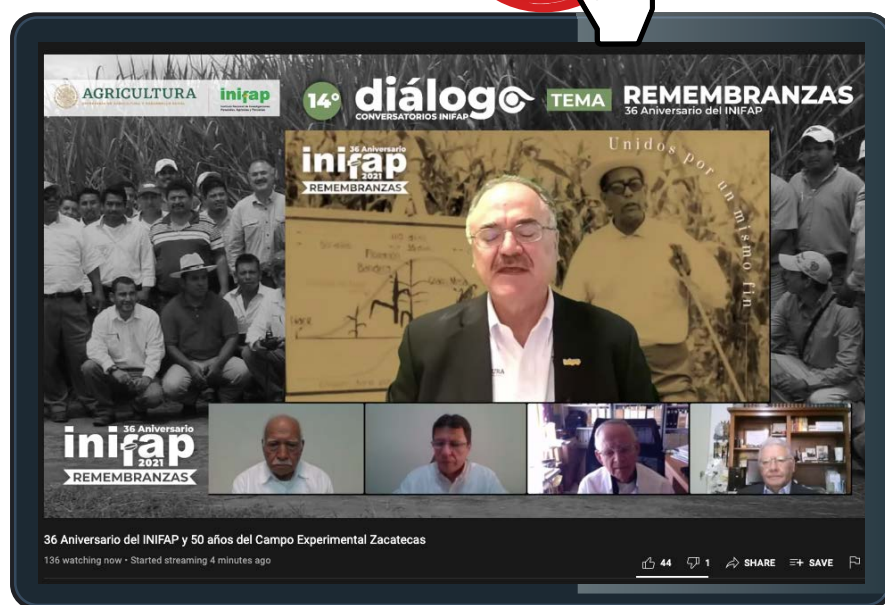 AGRICULTURA
inifap
14° diálogo TEMA REMEMBRANZAS
CONVERSATORIOS INIFAP
36 Aniversario del INIFAP
36 Aniversario
inifap
2021
REMEMBRANZAS
Unidos por un mismo fin
36 Aniversario
inifap
2021
REMEMBRANZAS
36 Aniversario del INIFAP y 50 años del Campo Experimental Zacatecas
136 watching now • Started streaming 4 minutes ago
44 1 SHARE SAVE